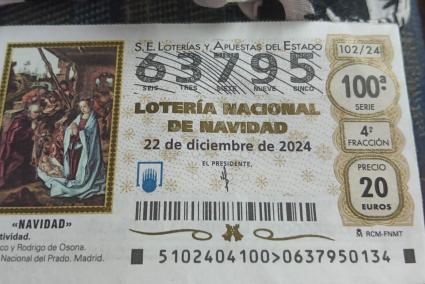 S. E. LOTERÍAS Y APUESTAS DEL ESTADO
102/24
63795
SEIS TRES SIETE NUEVE CINCO
100ª
SERIE
LOTERÍA NACIONAL
DE NAVIDAD
4ª
FRACCIÓN
22 de diciembre de 2024
EL PRESIDENTE,
PRECIO
20
EUROS
«NAVIDAD»
tividad.
co y Rodrigo de Osona.
Nacional del Prado. Madrid.
RCM-FNMT
5102404100>0637950134